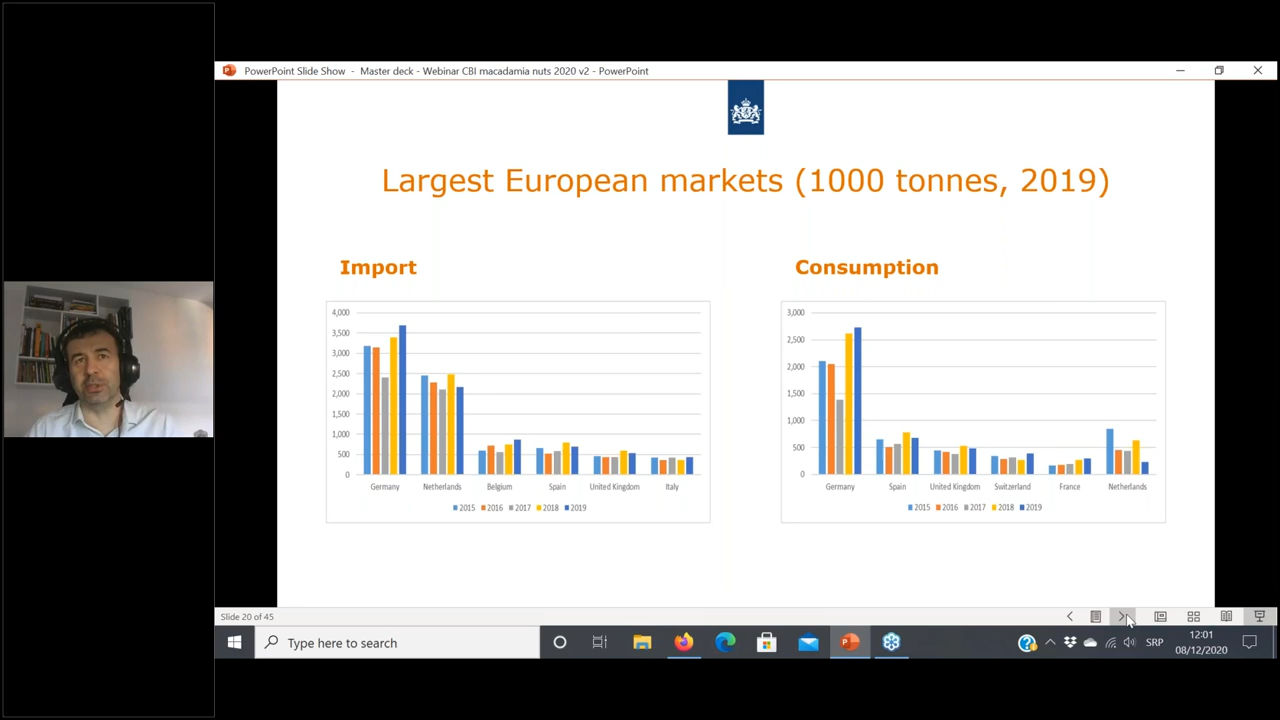 PowerPoint Slide Show - Master deck - Webinar CBI macadamia nuts 2020 v2 - PowerPoint
Largest European markets (1000 tonnes, 2019)
Import
4,000
3,500
3,000
2,500
2,000
1,500
1,000
500
0
Germany Netherlands Belgium Spain United Kingdom Italy
2015 2016 2017 2018 2019
Consumption
3,000
2,500
2,000
1,500
1,000
500
0
Germany Spain United Kingdom Switzerland France Netherlands
2015 2016 2017 2018 2019
Slide 20 of 45
Type here to search
SRP
12:01
08/12/2020